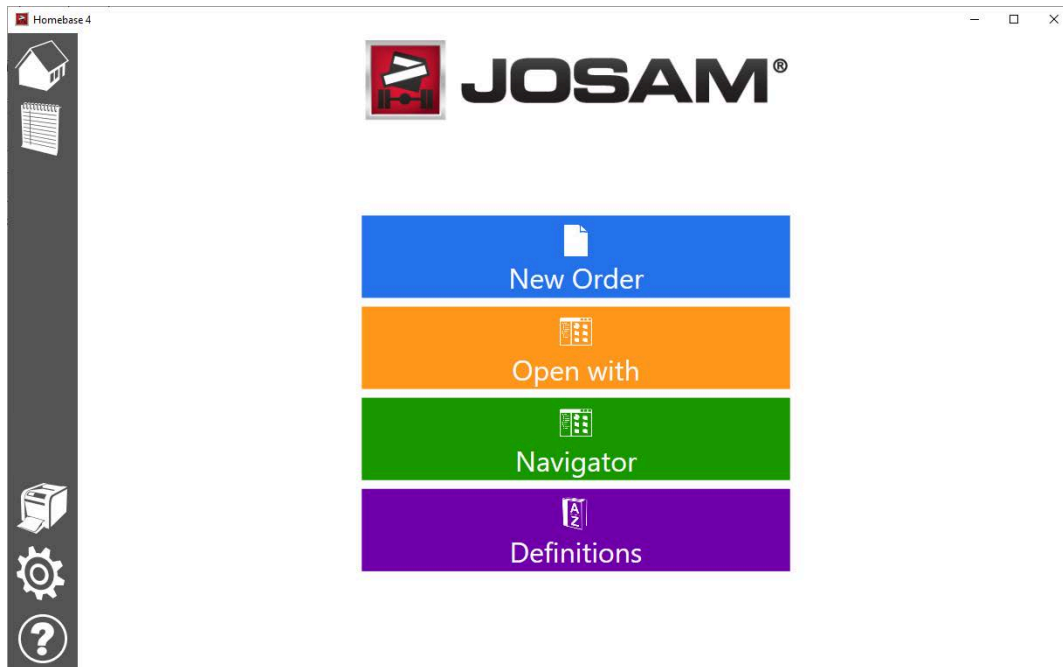 Homebase 4
JOSAM®
New Order
Open with
Navigator
A
Z
Definitions
?